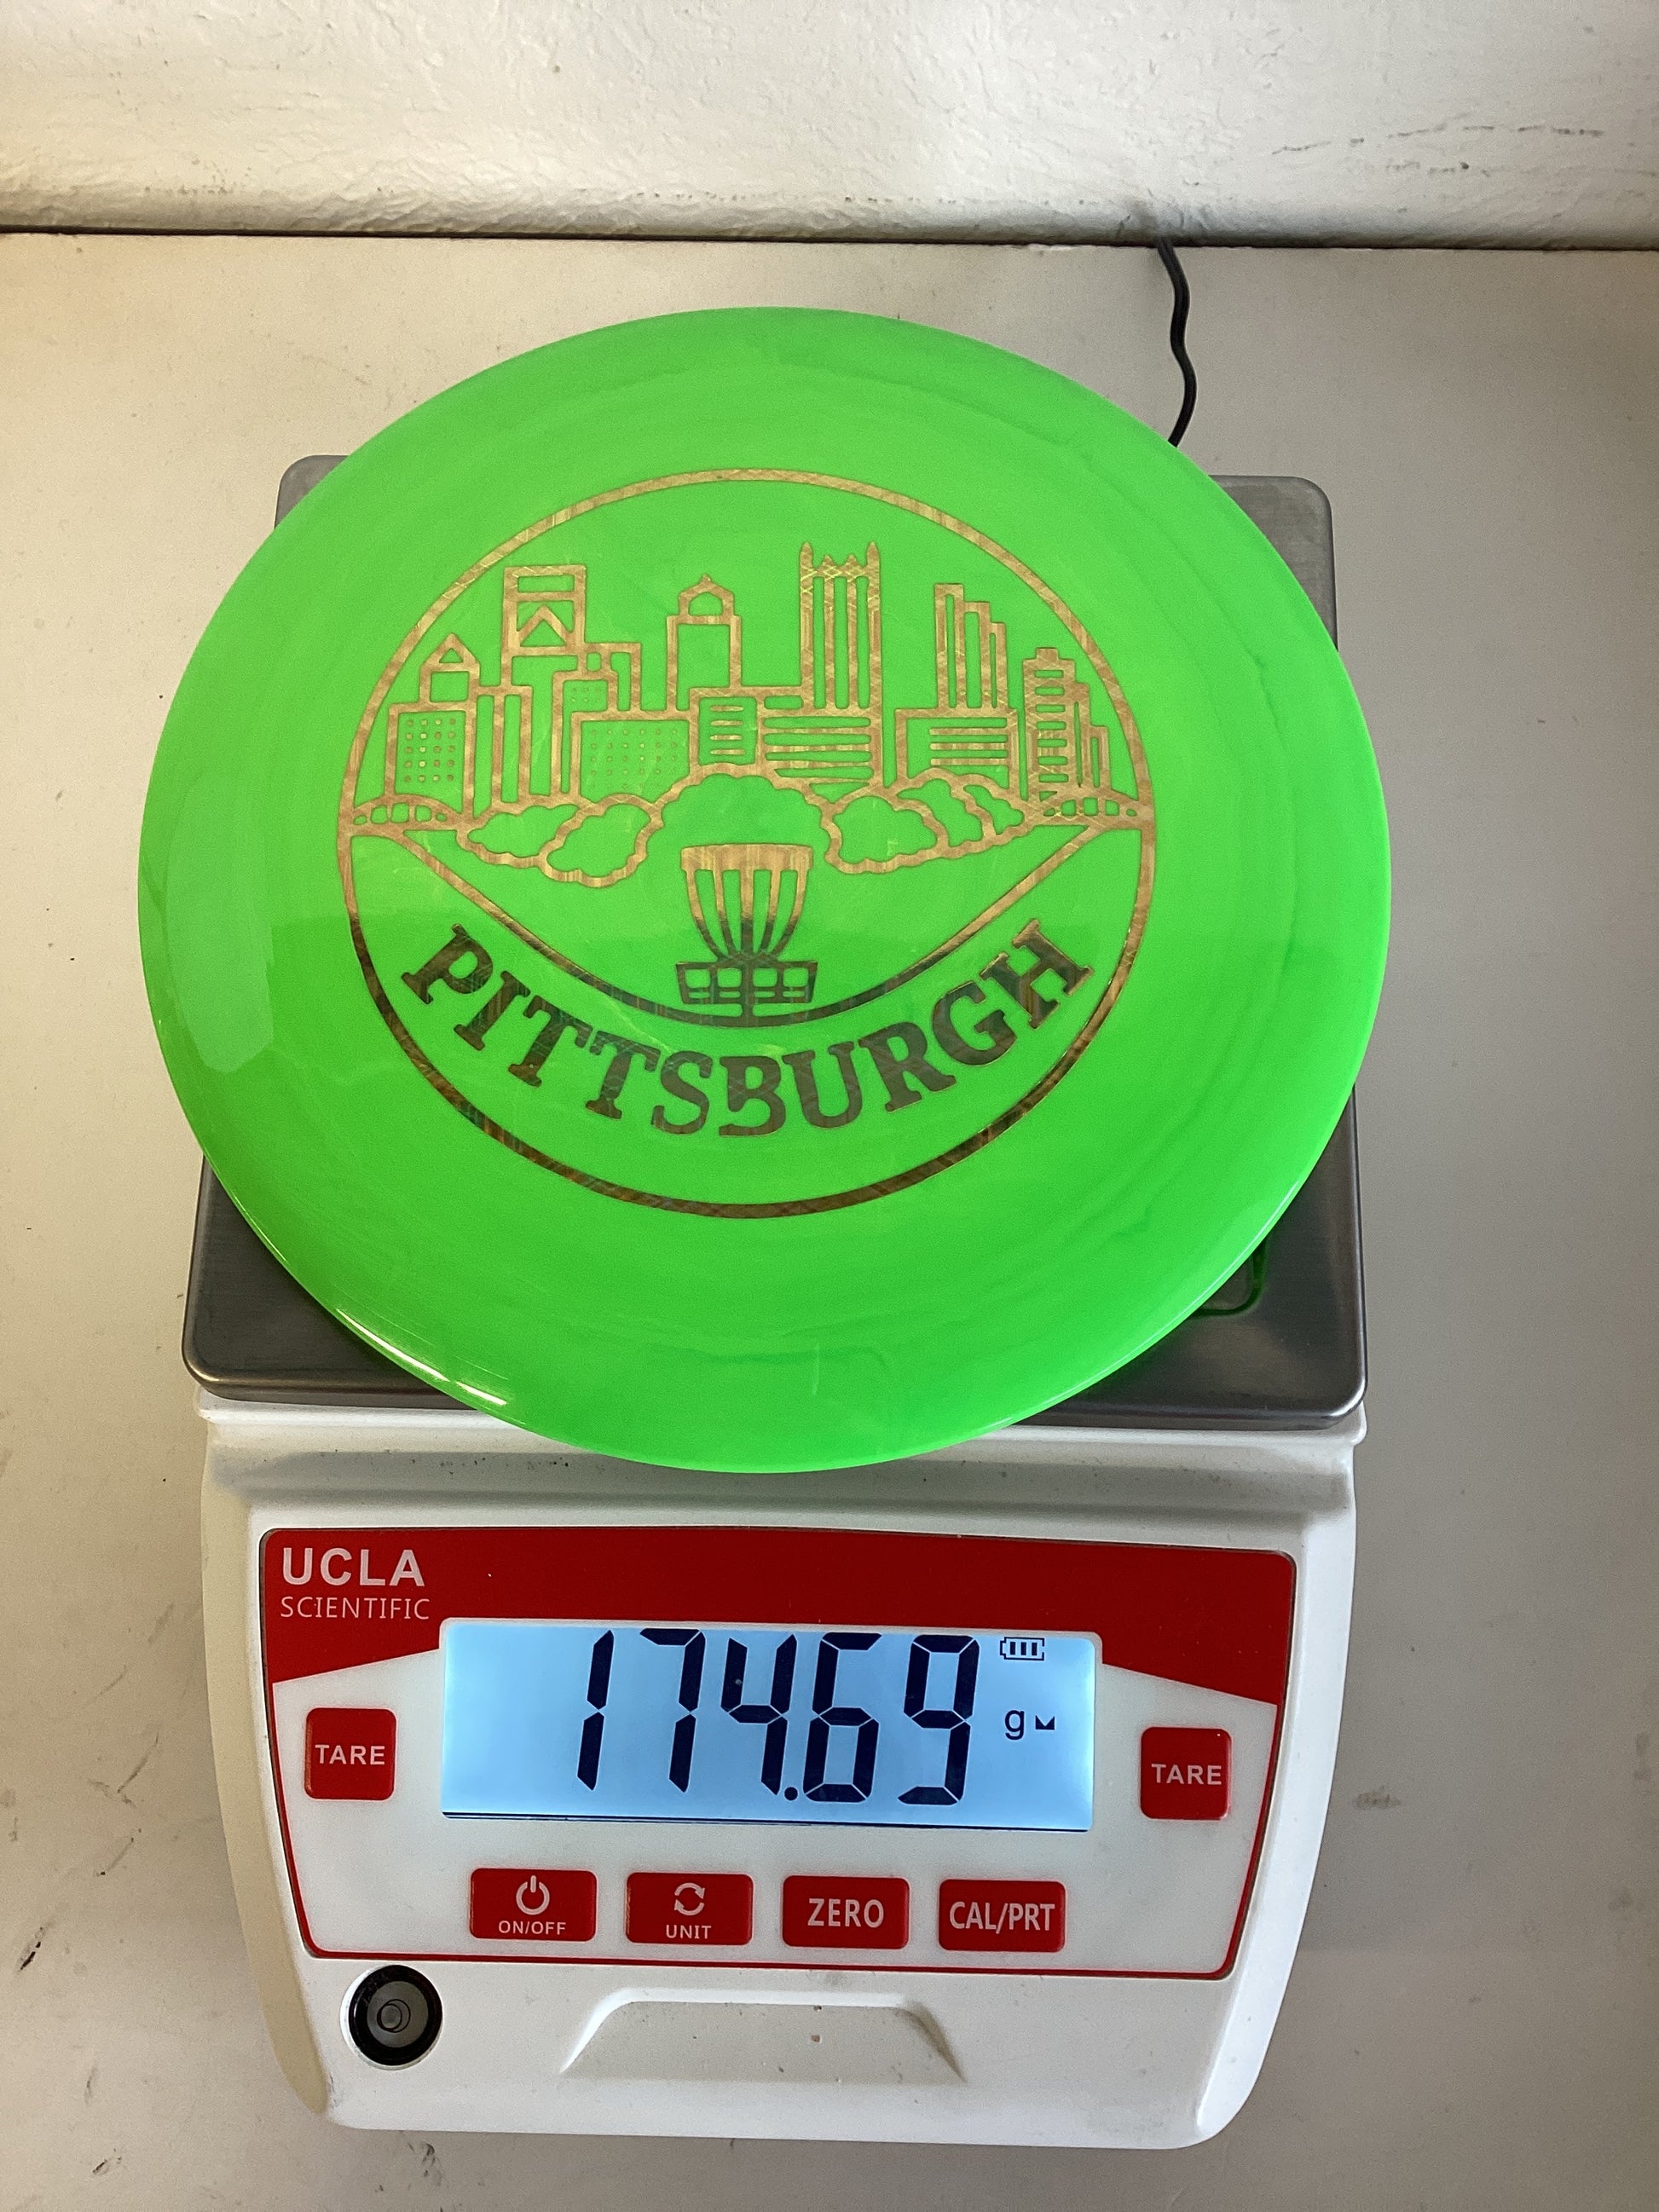 PITTSBURGH
UCLA
SCIENTIFIC
174.69 g
TARE
TARE
ON/OFF
UNIT
ZERO
CAL/PRT